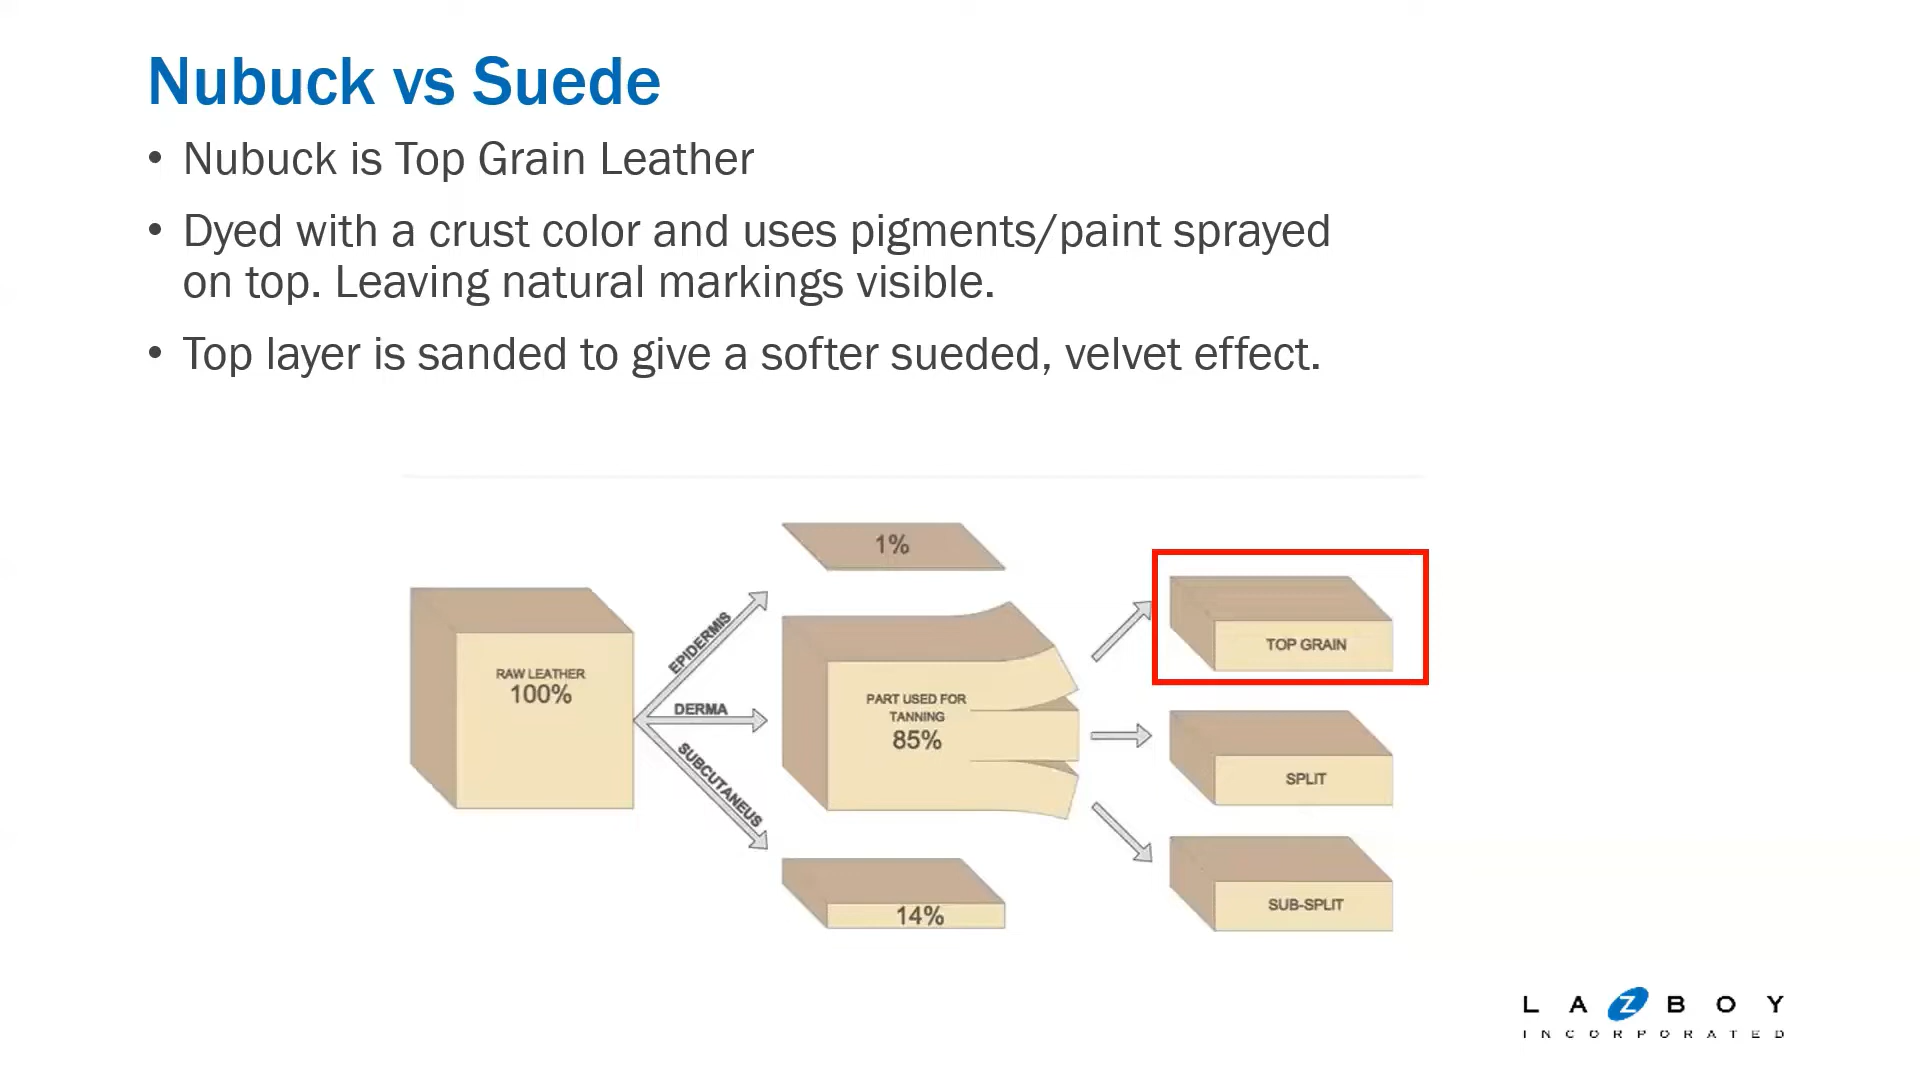 Nubuck vs Suede
• Nubuck is Top Grain Leather
• Dyed with a crust color and uses pigments/paint sprayed
on top. Leaving natural markings visible.
• Top layer is sanded to give a softer sueded, velvet effect.
RAW LEATHER
100%
EPIDERMIS
DERMA
SUBCUTANEUS
1%
PART USED FOR
TANNING
85%
14%
TOP GRAIN
SPLIT
SUB-SPLIT
LAZBOY
INCORPORATED